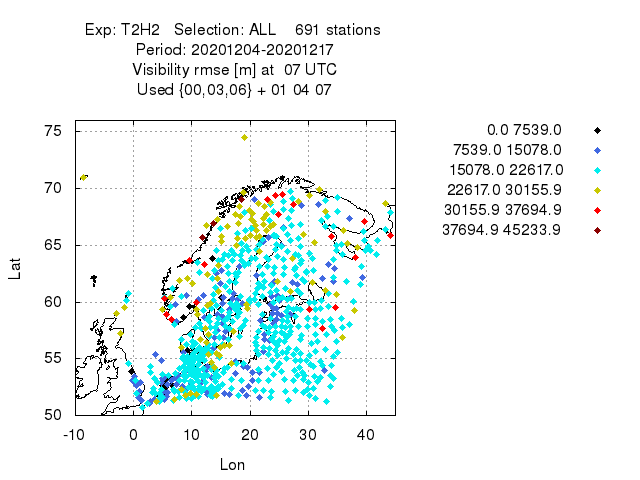 Exp: T2H2 Selection: ALL 691 stations
Period: 20201204-20201217
Visibility rmse [m] at 07 UTC
Used {00,03,06} + 01 04 07
75
70
65
60
55
50
-10 0 10 20 30 40
Lat
Lon
0.0 7539.0
7539.0 15078.0
15078.0 22617.0
22617.0 30155.9
30155.9 37694.9
37694.9 45233.9